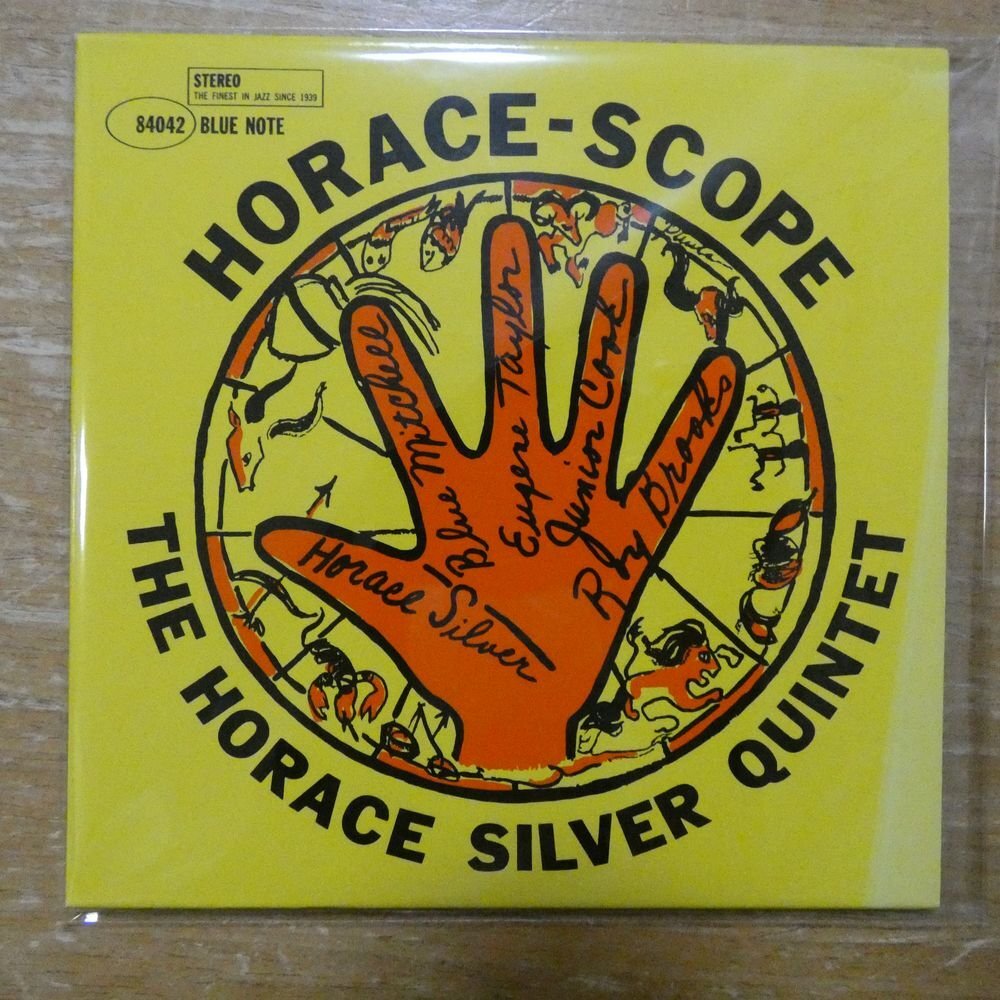 STEREO
THE FINEST IN JAZZ SINCE 1939
84042 BLUE NOTE
HORACE-SCOPE
Horace Silver
Blue Mitchell
Eugene Taylor
Junior Cook
Roy Brooks
THE HORACE SILVER QUINTET